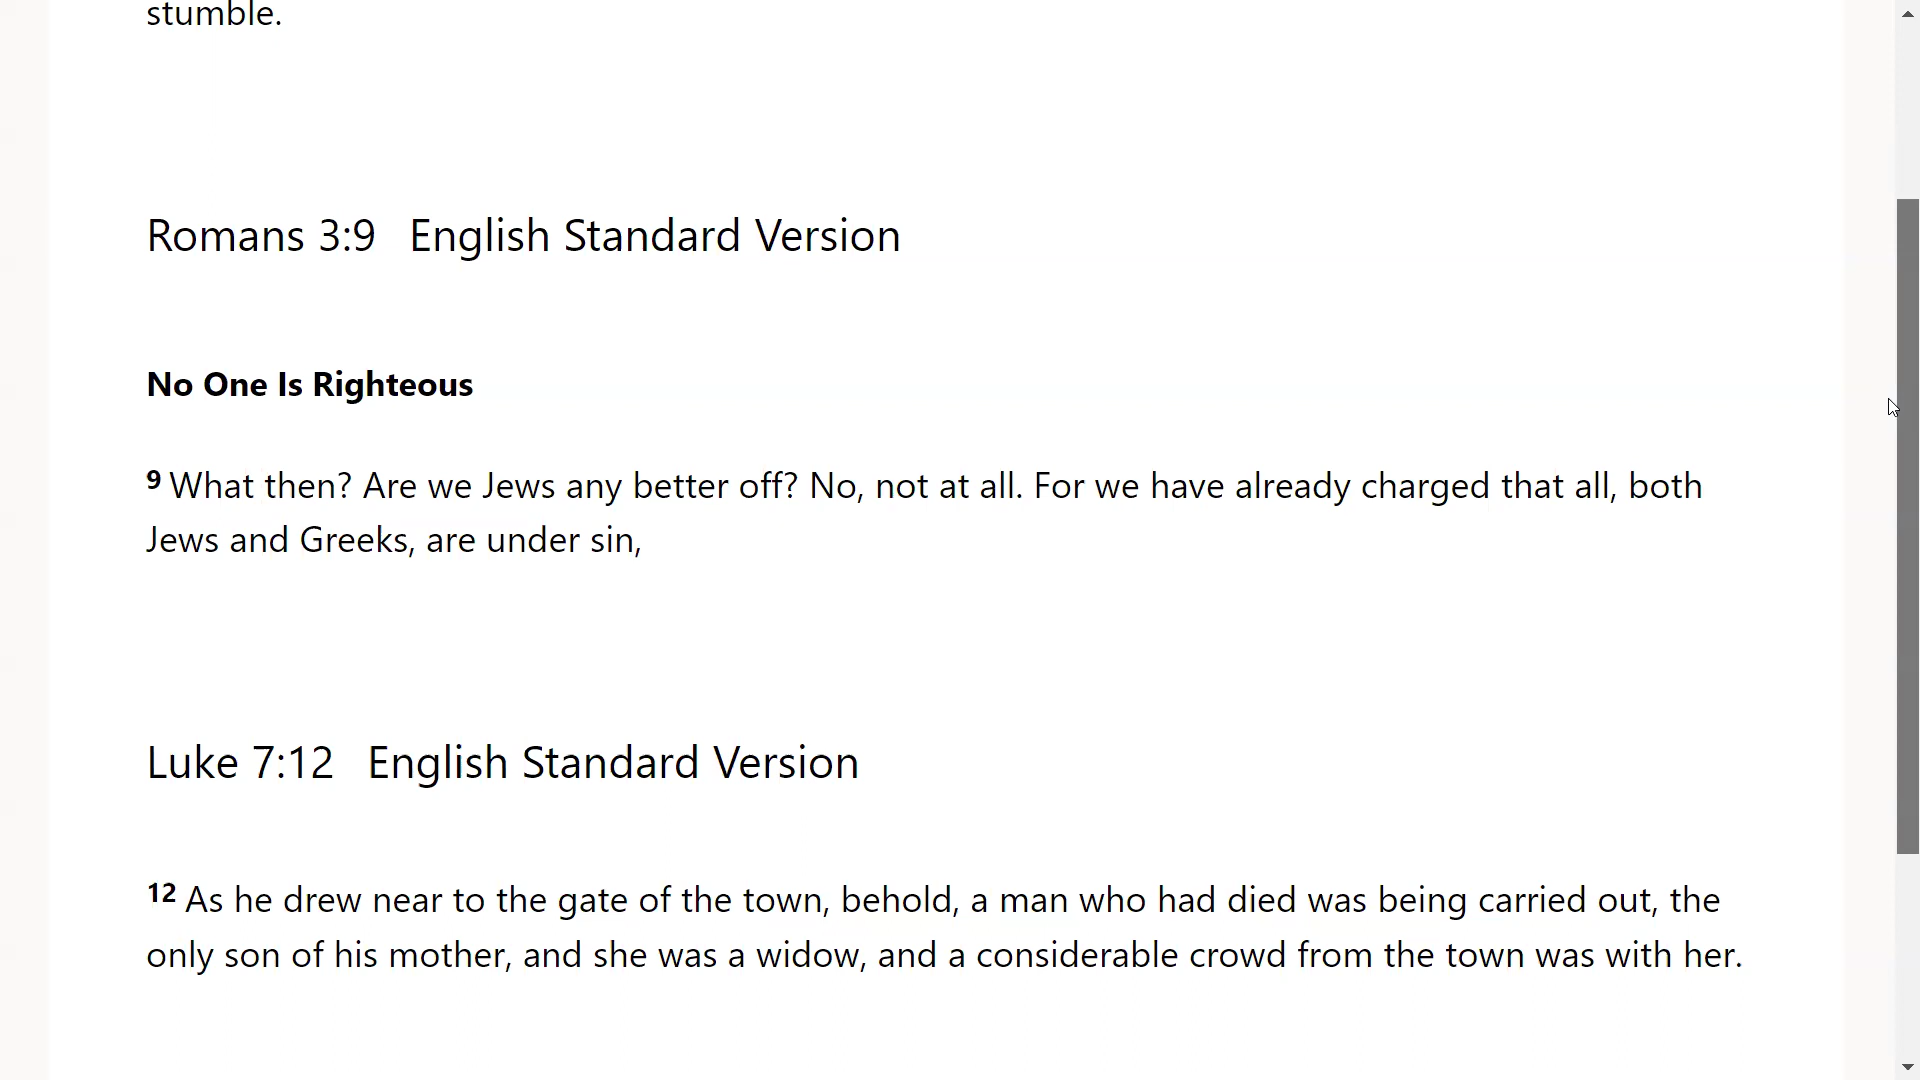 stumble.
Romans 3:9 English Standard Version
No One Is Righteous
9 What then? Are we Jews any better off? No, not at all. For we have already charged that all, both
Jews and Greeks, are under sin,
Luke 7:12 English Standard Version
12 As he drew near to the gate of the town, behold, a man who had died was being carried out, the
only son of his mother, and she was a widow, and a considerable crowd from the town was with her.